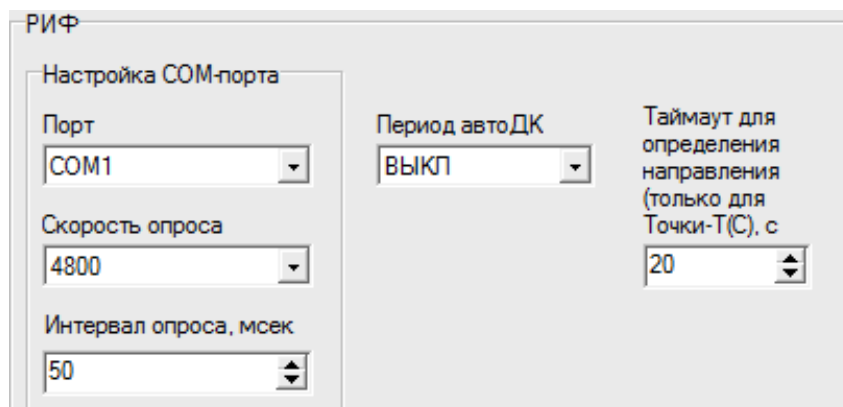 РИФ
Настройка COM-порта
Порт
COM1
Скорость опроса
4800
Интервал опроса, мсек
50
Период автоДК
ВЫКЛ
Таймаут для
определения
направления
(только для
Точки-Т(С), с
20